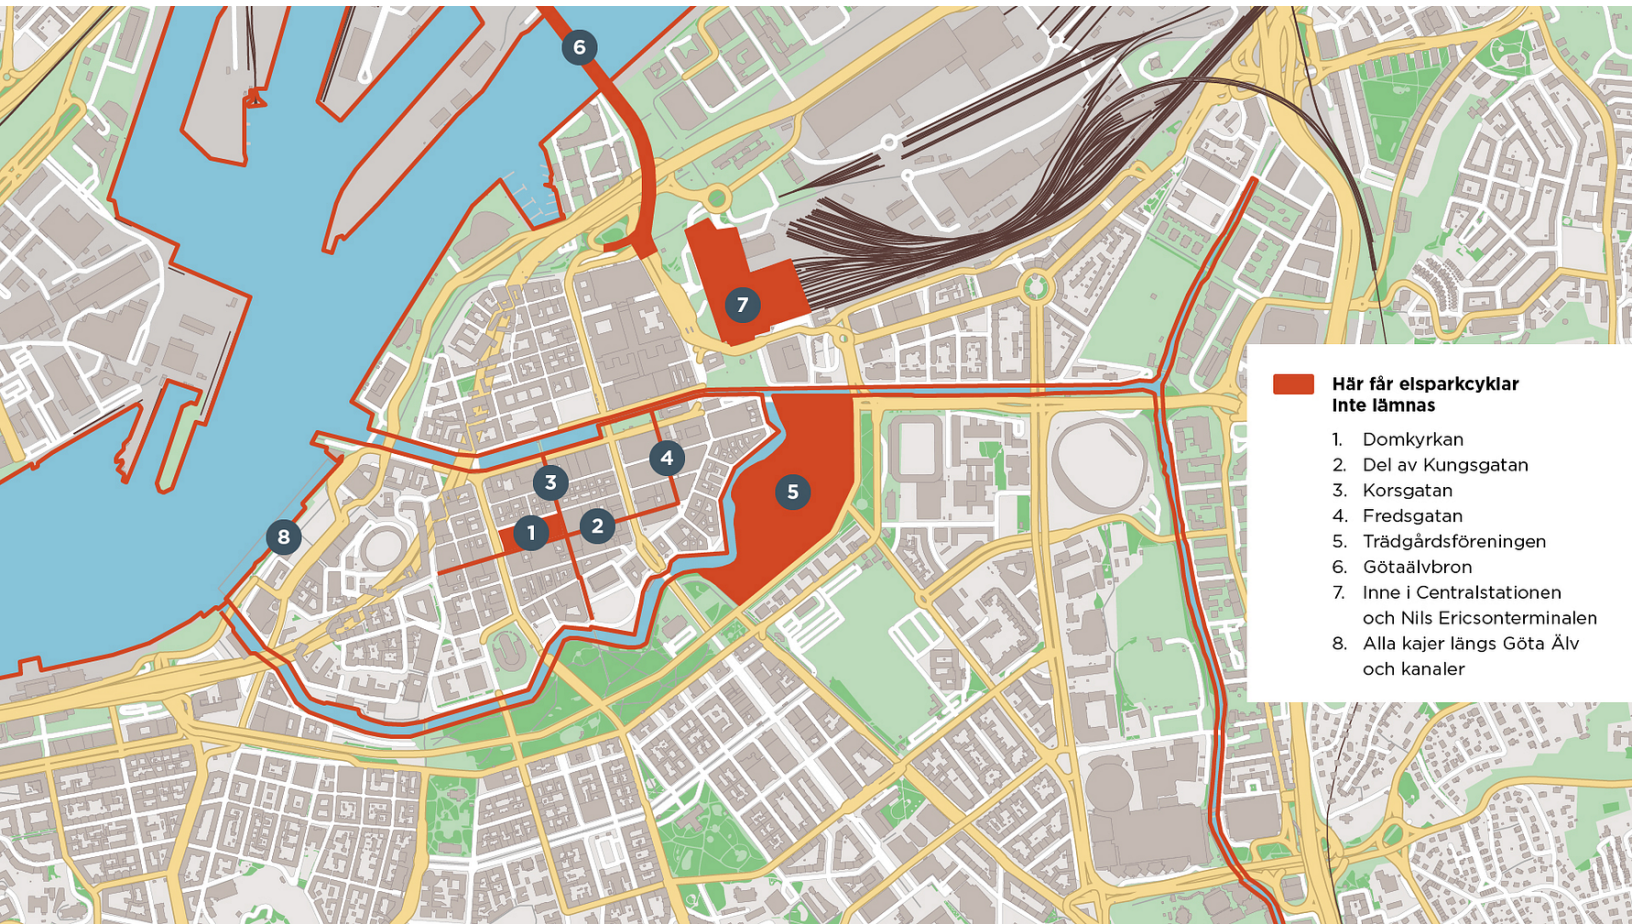 6
7
5
4
3
2
1
8
Här får elsparkcyklar
Inte lämnas
1. Domkyrkan
2. Del av Kungsgatan
3. Korsgatan
4. Fredsgatan
5. Trädgårdsföreningen
6. Götaälvbron
7. Inne i Centralstationen
och Nils Ericsonterminalen
8. Alla kajer längs Göta Älv
och kanaler